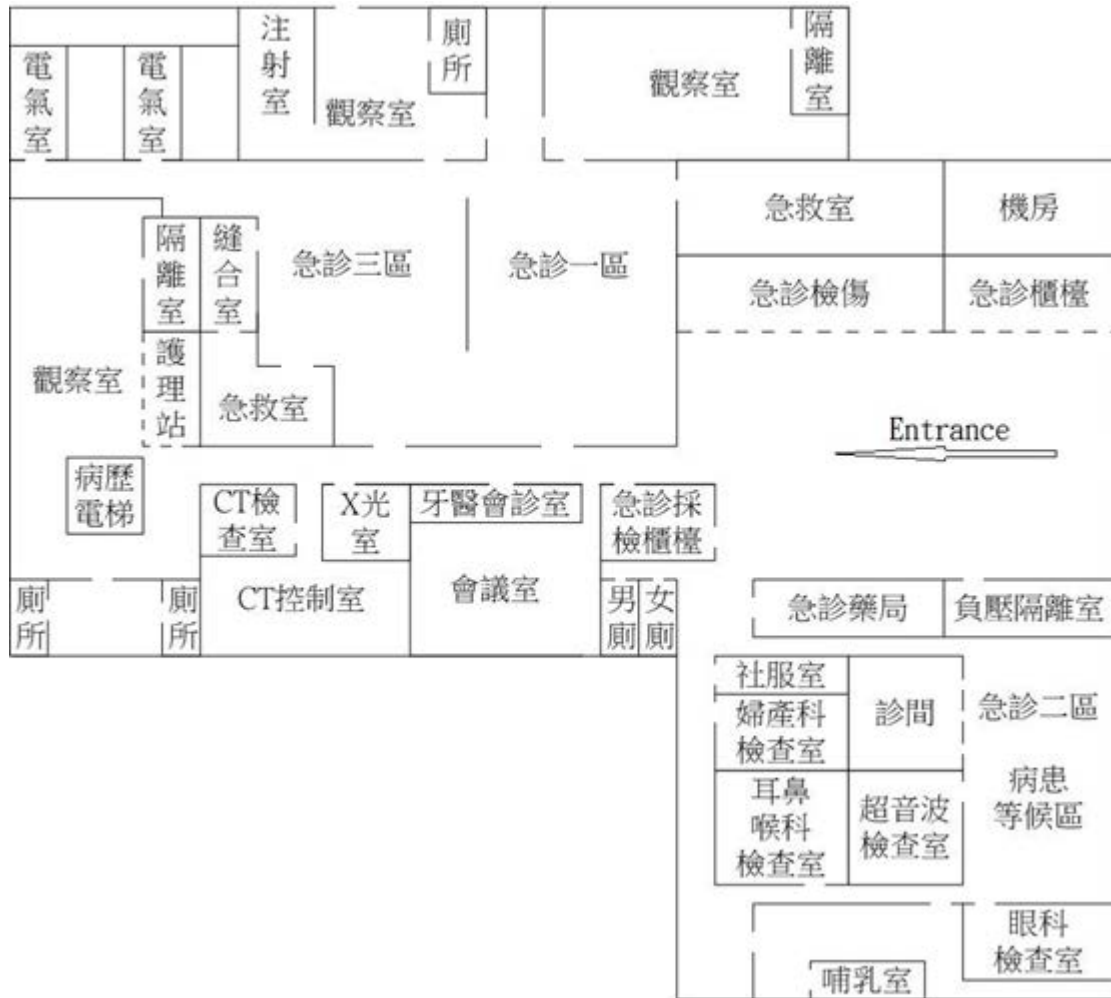 電氣室
電氣室
注射室
觀察室
廁所
觀察室
隔離室
隔離室
縫合室
急診三區
急診一區
急救室
機房
急診檢傷
急診櫃檯
觀察室
護理站
急救室
Entrance
病歷
電梯
CT檢
查室
X光
室
牙醫會診室
急診採
檢櫃檯
CT控制室
會議室
廁所
廁所
男廁
女廁
急診藥局
負壓隔離室
社服室
婦產科
檢查室
診間
急診二區
耳鼻
喉科
檢查室
超音波
檢查室
病患
等候區
眼科
檢查室
哺乳室